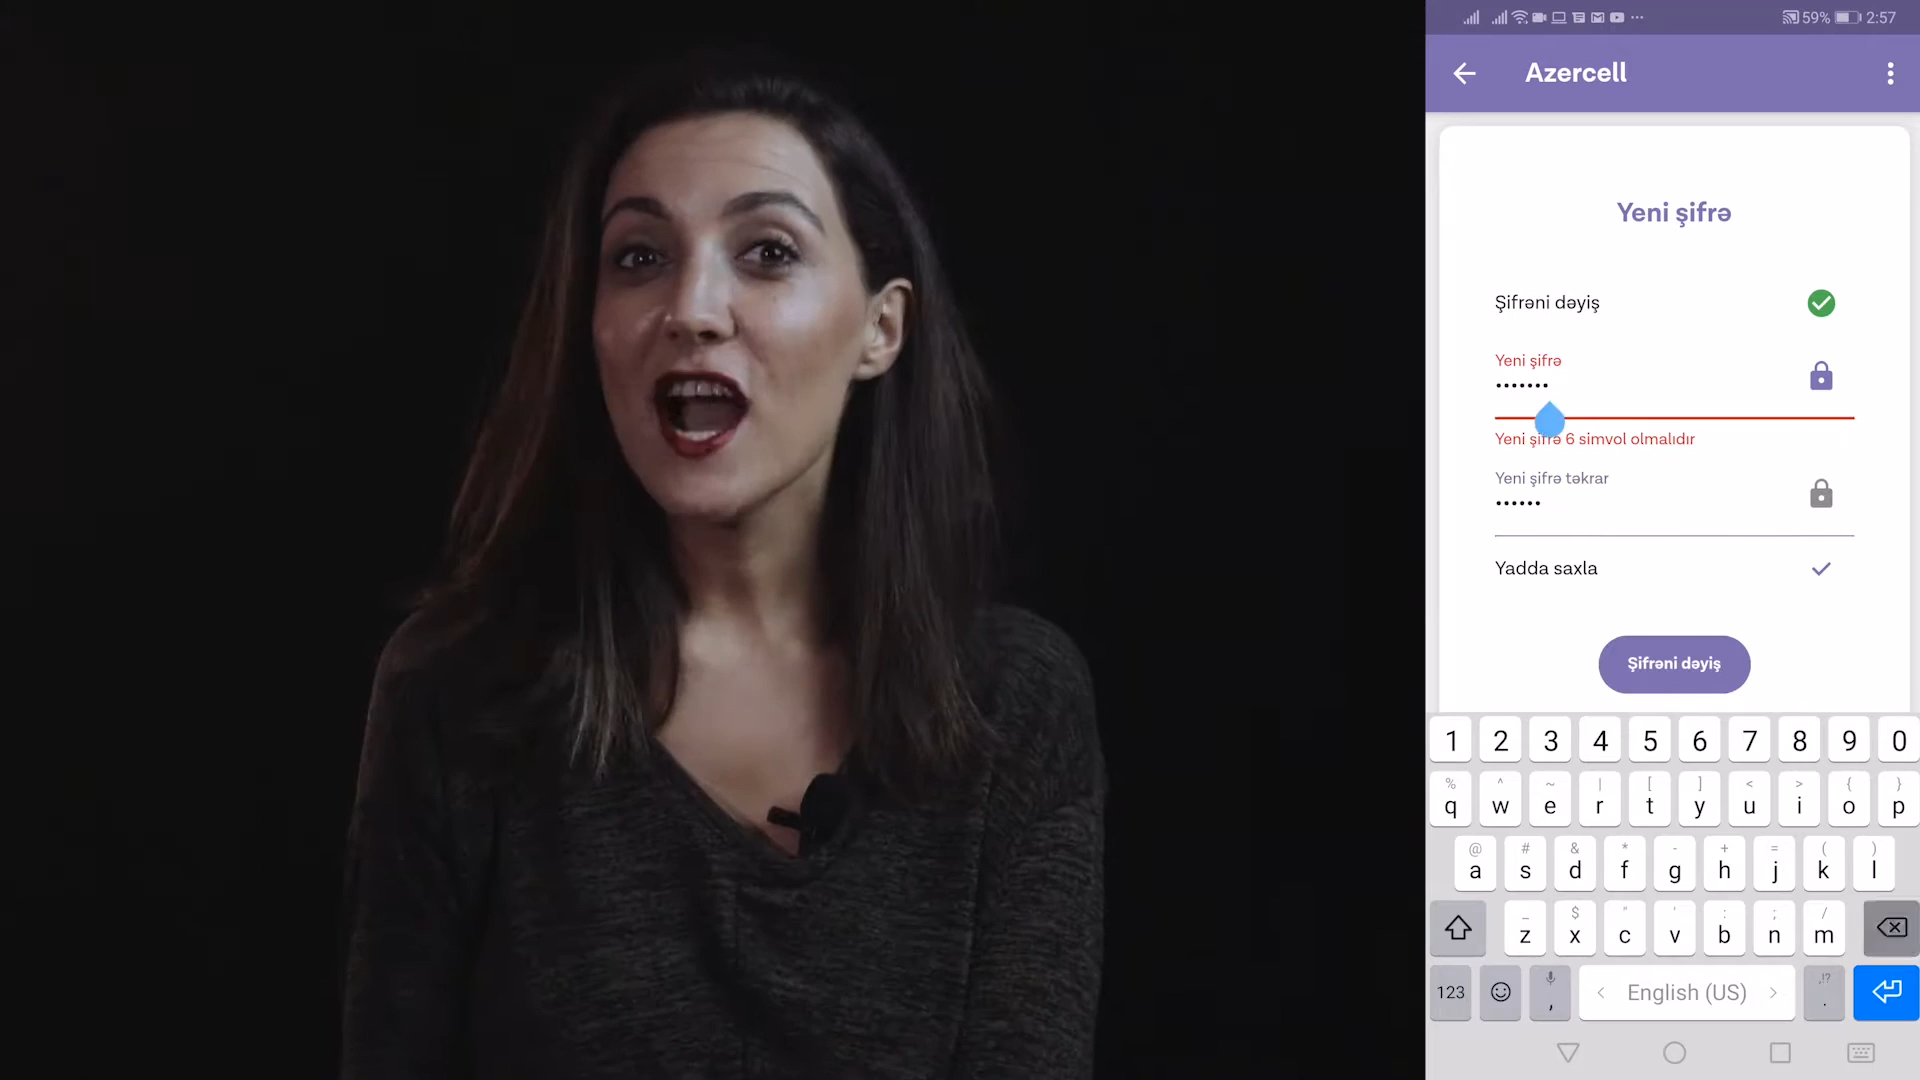 59% 2:57
Azercell
Yeni şifrə
Şifrəni dəyiş
Yeni şifrə
•••••••
Yeni şifrə 6 simvol olmalıdır
Yeni şifrə təkrar
••••••
Yadda saxla
Şifrəni dəyiş
1 2 3 4 5 6 7 8 9 0
% ^ ~ | [ ] < > { }
q w e r t y u i o p
@ # & * - + = ( )
a s d f g h j k l
_ $ " ' : ; /
z x c v b n m
123 , < English (US) > ,!? .